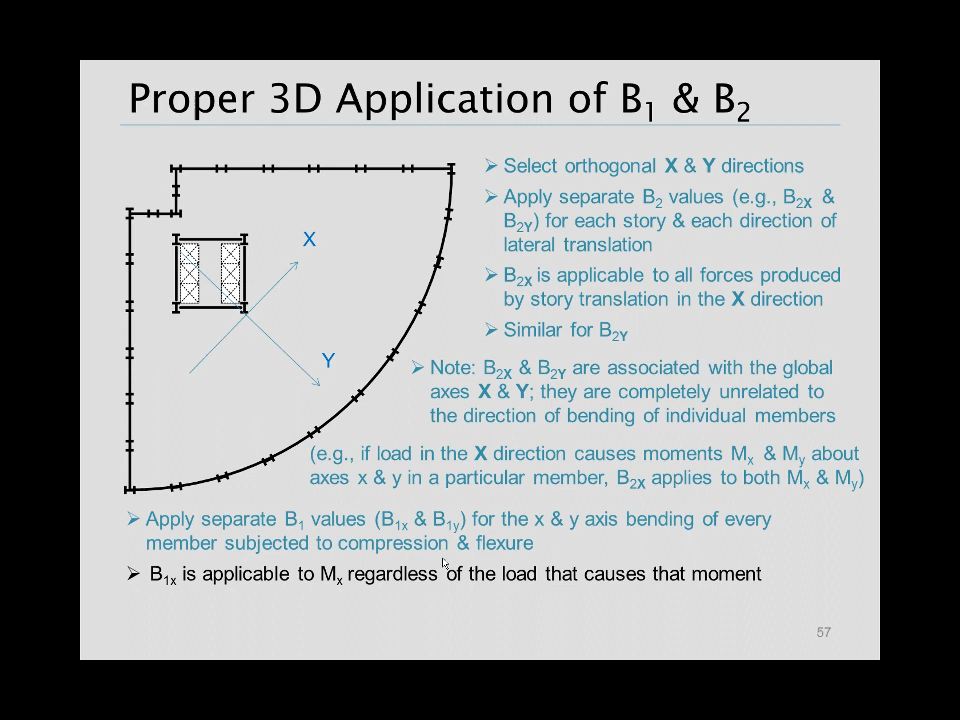 Proper 3D Application of B1 & B2
X
Y
➢ Select orthogonal X & Y directions
➢ Apply separate B2 values (e.g., B2X &
B2Y) for each story & each direction of
lateral translation
➢ B2X is applicable to all forces produced
by story translation in the X direction
➢ Similar for B2Y
➢ Note: B2X & B2Y are associated with the global
axes X & Y; they are completely unrelated to
the direction of bending of individual members
(e.g., if load in the X direction causes moments Mx & My about
axes x & y in a particular member, B2X applies to both Mx & My)
➢ Apply separate B1 values (B1x & B1y) for the x & y axis bending of every
member subjected to compression & flexure
➢ B1x is applicable to Mx regardless of the load that causes that moment
57